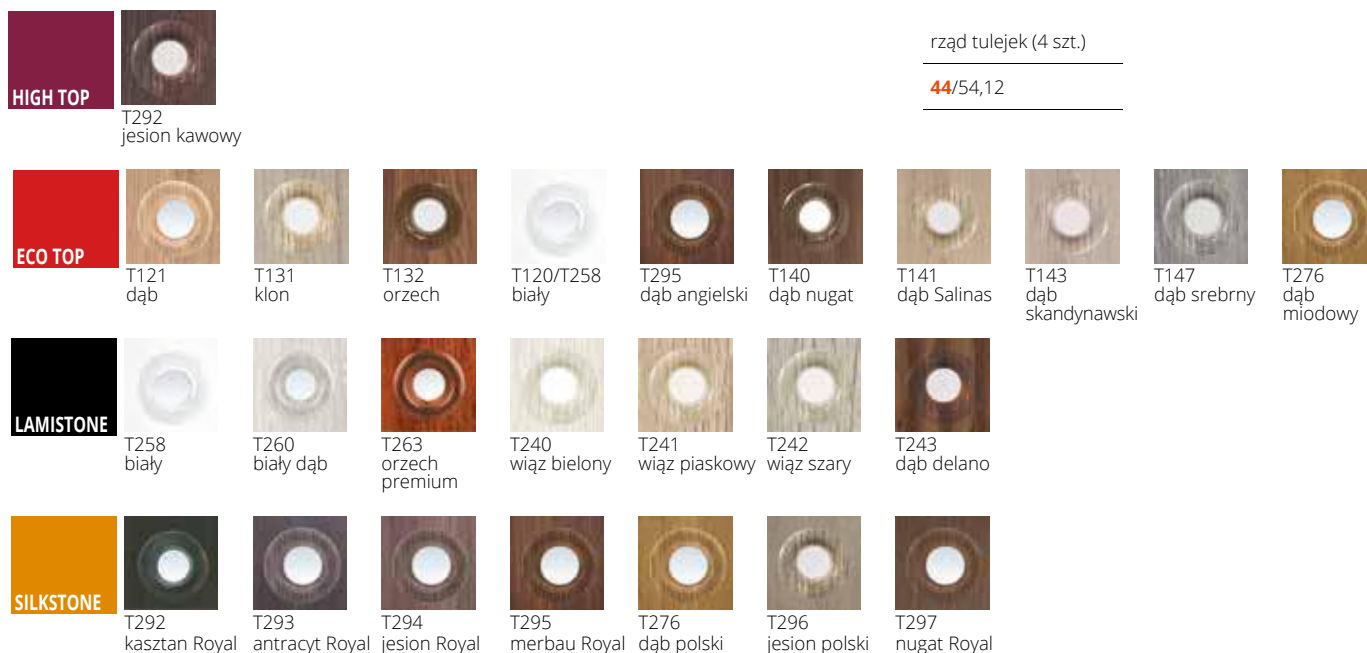 HIGH TOP
T292
jesion kawowy
rząd tulejek (4 szt.)
44/54,12
ECO TOP
T121
dąb
T131
klon
T132
orzech
T120/T258
biały
T295
dąb angielski
T140
dąb nugat
T141
dąb Salinas
T143
dąb
skandynawski
T147
dąb srebrny
T276
dąb
miodowy
LAMISTONE
T258
biały
T260
biały dąb
T263
orzech
premium
T240
wiąz bielony
T241
wiąz piaskowy
T242
wiąz szary
T243
dąb delano
SILKSTONE
T292
kasztan Royal
T293
antracyt Royal
T294
jesion Royal
T295
merbau Royal
T276
dąb polski
T296
jesion polski
T297
nugat Royal